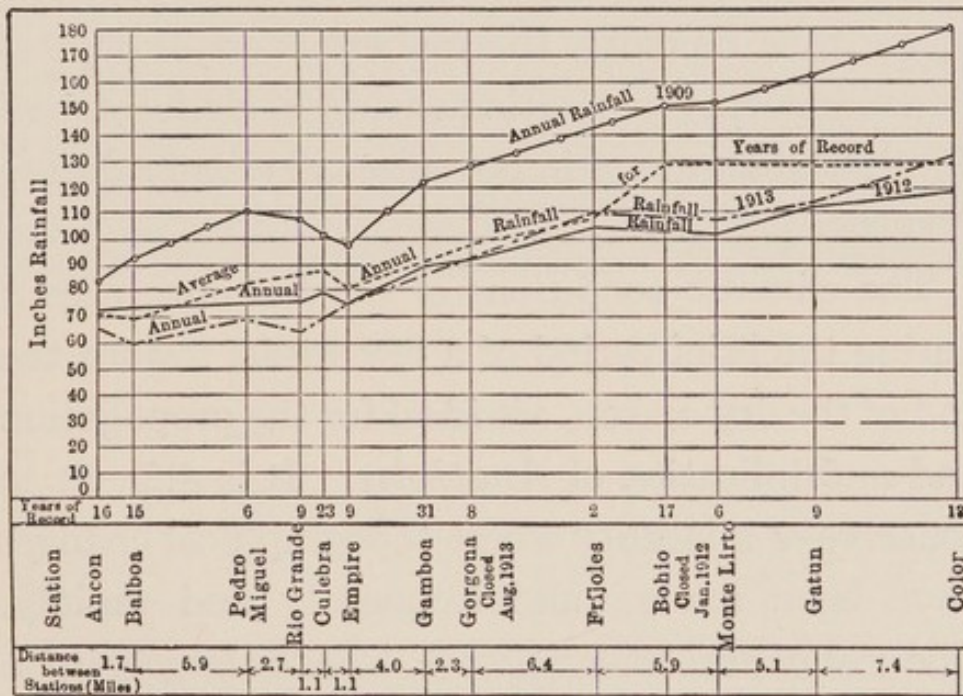 180
170
160
150
140
130
120
110
100
90
80
70
60
50
40
30
20
10
0
Inches Rainfall
Annual Rainfall 1909
Average Annual Rainfall for Years of Record
Annual Rainfall 1912
Annual Rainfall 1913
Years of Record 16 15 6 9 23 9 31 8 2 17 6 9
Station
Ancon
Balboa
Pedro Miguel
Rio Grande
Culebra
Empire
Gamboa
Gorgona Closed Aug. 1913
Frijoles
Bohio Closed Jan. 1912
Monte Lirio
Gatun
Color
Distance between Stations (Miles) 1.7 5.9 2.7 1.1 1.1 4.0 2.3 6.4 5.9 5.1 7.4